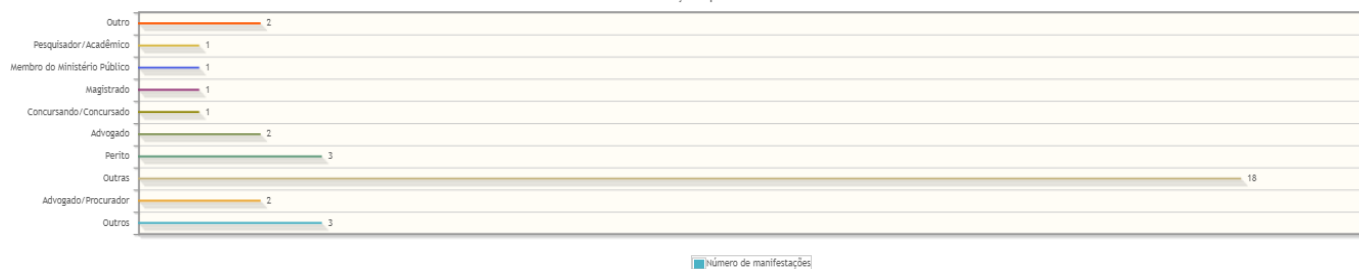 Outro 2
Pesquisador/Acadêmico 1
Membro do Ministério Público 1
Magistrado 1
Concursando/Concursado 1
Advogado 2
Perito 3
Outras 18
Advogado/Procurador 2
Outros 3
Número de manifestações